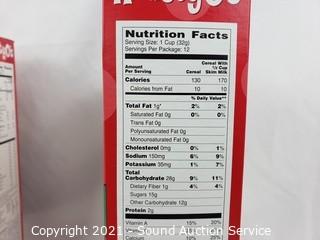 Nutrition Facts
Serving Size: 1 Cup (32g)
Servings Per Package: 12
Amount Per Serving Cereal Cereal With ½ Cup Skim Milk
Calories 130 170
Calories from Fat 10 10
% Daily Value**
Total Fat 1g* 2% 2%
Saturated Fat 0g 0% 0%
Trans Fat 0g
Polyunsaturated Fat 0g
Monounsaturated Fat 0g
Cholesterol 0mg 0% 1%
Sodium 150mg 6% 9%
Potassium 35mg 1% 7%
Total Carbohydrate 28g 9% 11%
Dietary Fiber 1g 4% 4%
Sugars 15g
Other Carbohydrate 12g
Protein 2g
Vitamin A 15% 20%
Calcium
Copyright 2021 - Sound Auction Service